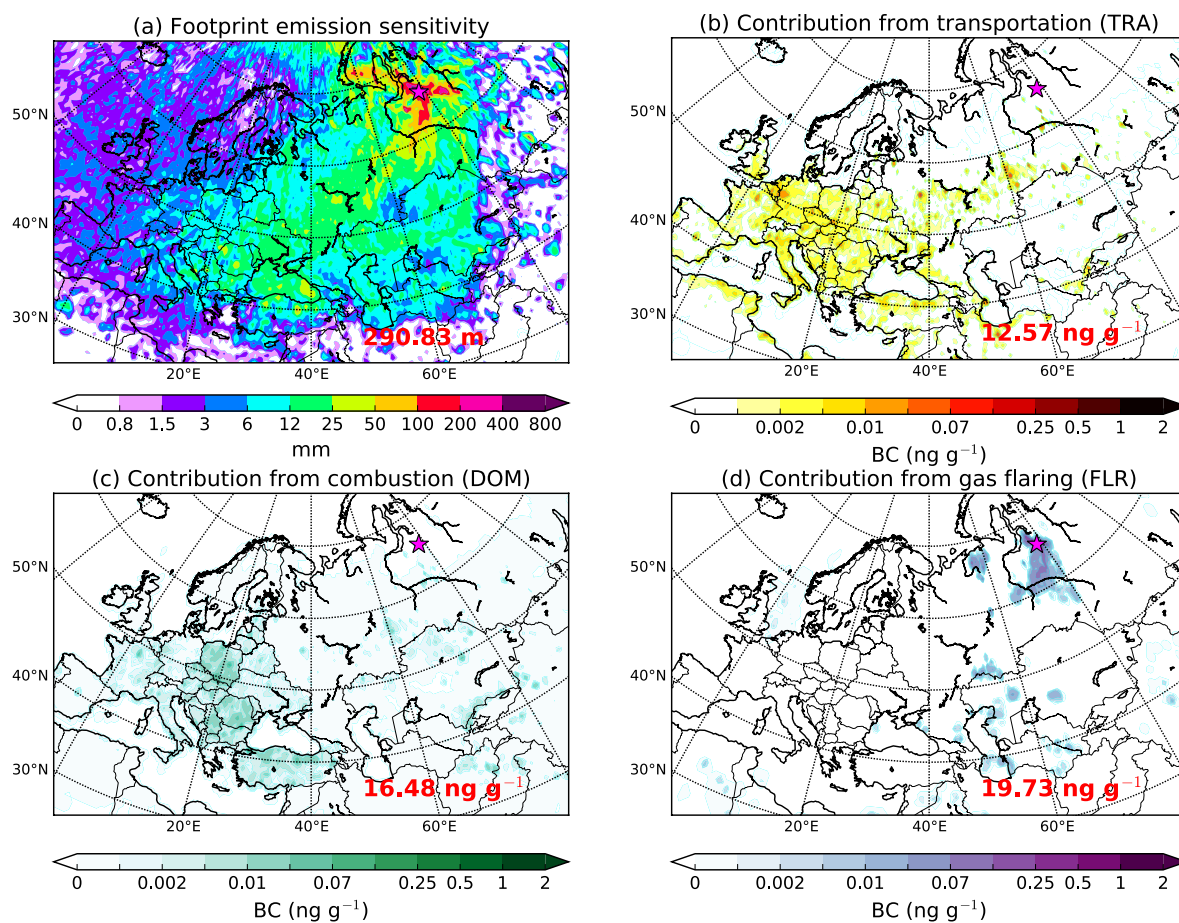 (a) Footprint emission sensitivity
50°N
40°N
30°N
290.83 m
20°E 40°E 60°E
0 0.8 1.5 3 6 12 25 50 100 200 400 800
mm
(b) Contribution from transportation (TRA)
50°N
40°N
30°N
12.57 ng g⁻¹
20°E 40°E 60°E
0 0.002 0.01 0.07 0.25 0.5 1 2
BC (ng g⁻¹)
(c) Contribution from combustion (DOM)
50°N
40°N
30°N
16.48 ng g⁻¹
20°E 40°E 60°E
0 0.002 0.01 0.07 0.25 0.5 1 2
BC (ng g⁻¹)
(d) Contribution from gas flaring (FLR)
50°N
40°N
30°N
19.73 ng g⁻¹
20°E 40°E 60°E
0 0.002 0.01 0.07 0.25 0.5 1 2
BC (ng g⁻¹)